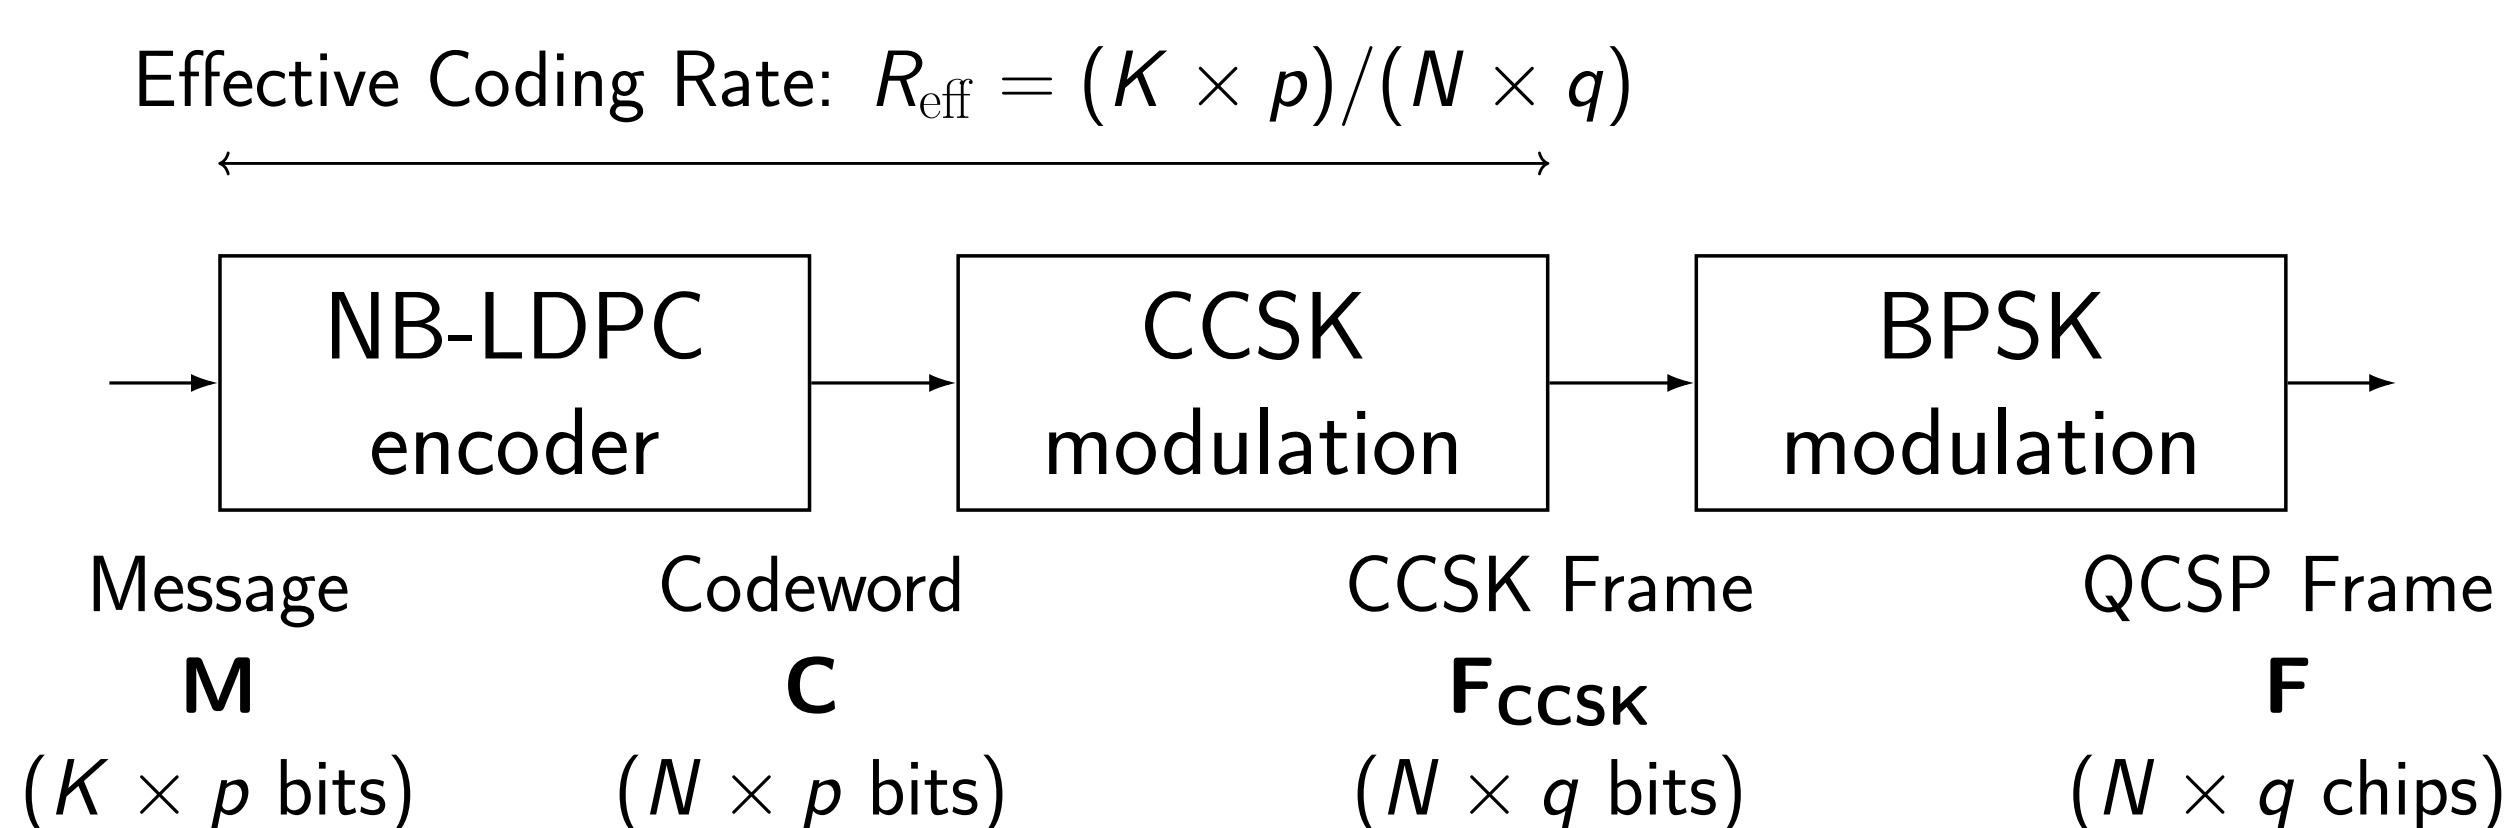 Effective Coding Rate: R_eff = (K × p)/(N × q)
NB-LDPC
encoder
CCSK
modulation
BPSK
modulation
Message
M
(K × p bits)
Codeword
C
(N × p bits)
CCSK Frame
F_CCSK
(N × q bits)
QCSP Frame
F
(N × q chips)